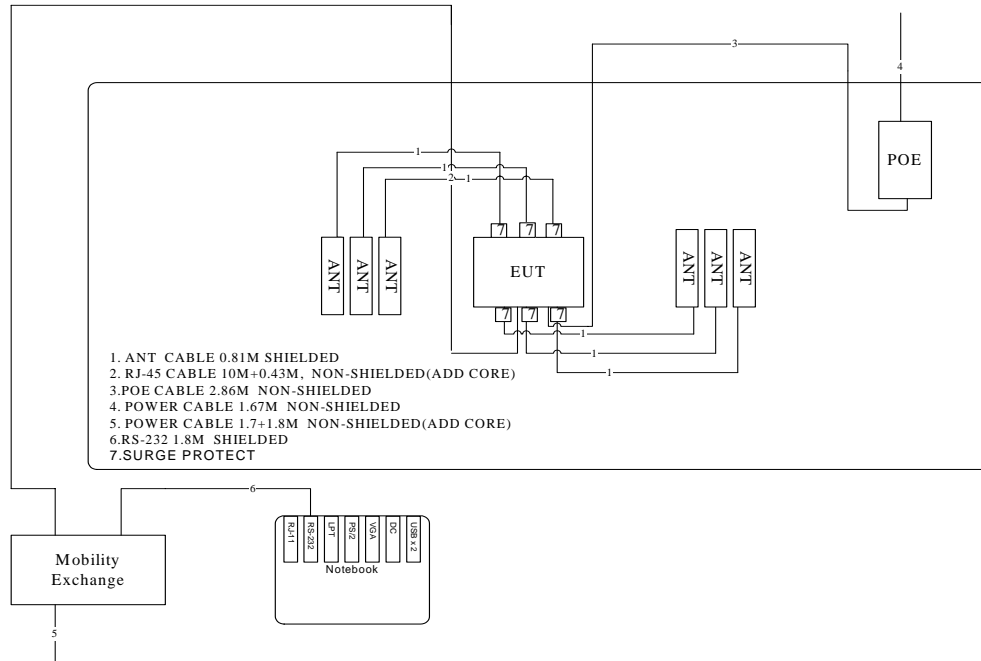 3
4
POE
1
1
2
1
7 7 7
ANT ANT ANT
EUT
ANT ANT ANT
7 7 7
1
1
1
1. ANT CABLE 0.81M SHIELDED
2. RJ-45 CABLE 10M+0.43M, NON-SHIELDED(ADD CORE)
3.POE CABLE 2.86M NON-SHIELDED
4. POWER CABLE 1.67M NON-SHIELDED
5. POWER CABLE 1.7+1.8M NON-SHIELDED(ADD CORE)
6.RS-232 1.8M SHIELDED
7.SURGE PROTECT
6
RJ-11 RS-232 LPT PS/2 VGA DC USB x 2
Notebook
Mobility
Exchange
5